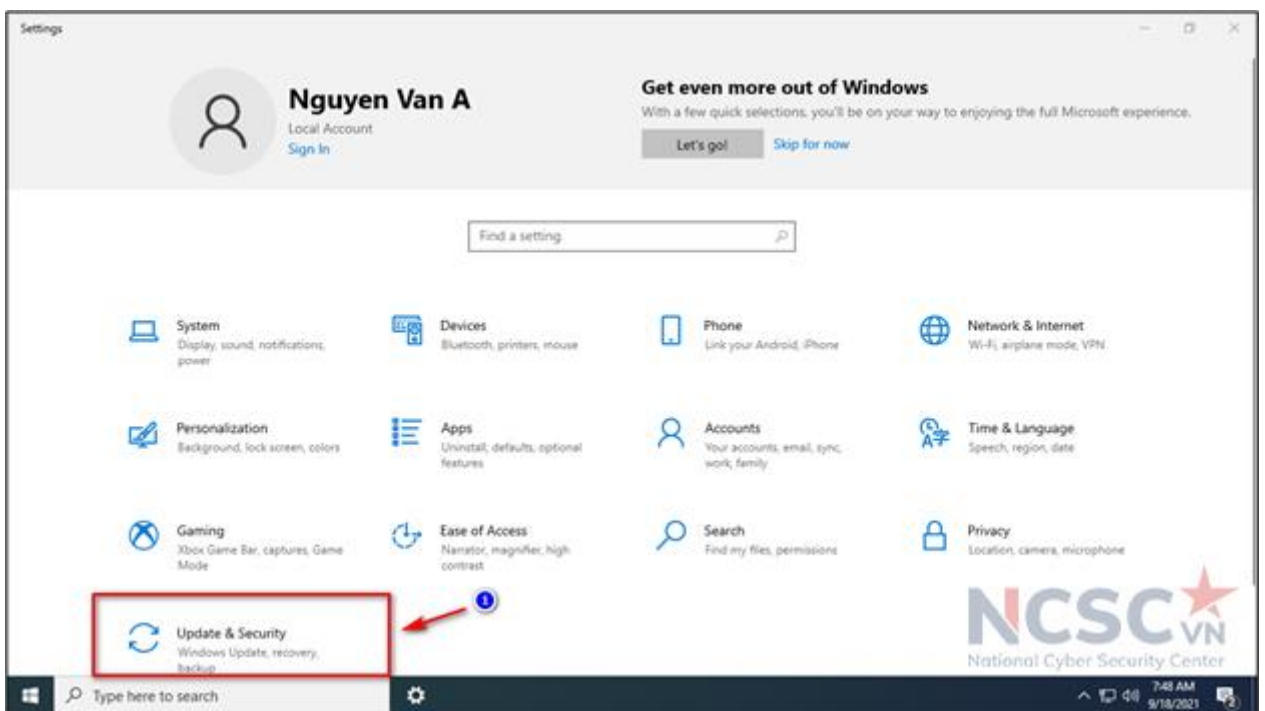 Settings
Nguyen Van A
Local Account
Sign In
Get even more out of Windows
With a few quick selections, you'll be on your way to enjoying the full Microsoft experience.
Let's go!
Skip for now
Find a setting
System
Display, sound, notifications,
power
Devices
Bluetooth, printers, mouse
Phone
Link your Android, iPhone
Network & Internet
Wi-Fi, airplane mode, VPN
Personalization
Background, lock screen, colors
Apps
Uninstall, defaults, optional
features
Accounts
Your accounts, email, sync,
work, family
Time & Language
Speech, region, date
Gaming
Xbox Game Bar, captures, Game
Mode
Ease of Access
Narrator, magnifier, high
contrast
Search
Find my files, permissions
Privacy
Location, camera, microphone
1
Update & Security
Windows Update, recovery,
backup
NCSC VN
National Cyber Security Center
Type here to search
7:48 AM
9/18/2021
2